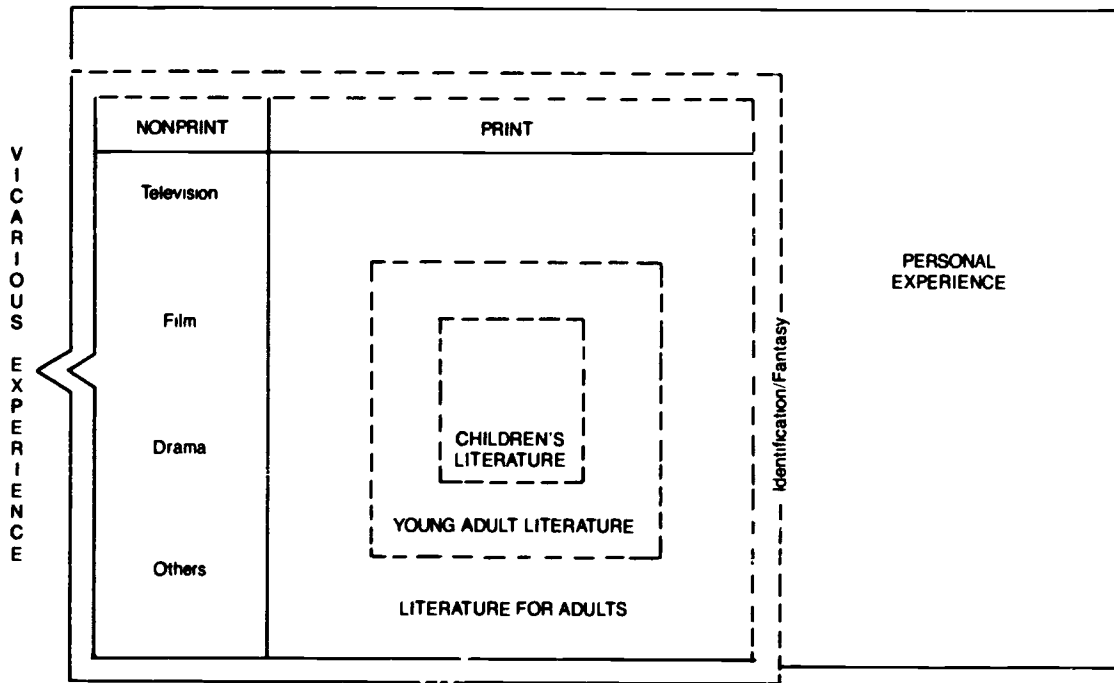 VICARIOUS EXPERIENCE
NONPRINT
PRINT
Television
Film
Drama
Others
CHILDREN'S
LITERATURE
YOUNG ADULT LITERATURE
LITERATURE FOR ADULTS
Identification/Fantasy
PERSONAL
EXPERIENCE